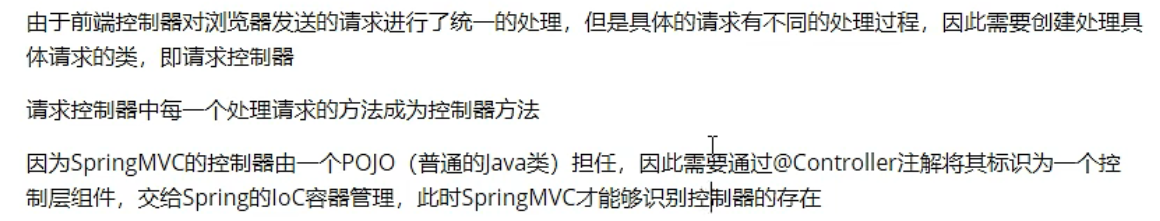 由于前端控制器对浏览器发送的请求进行了统一的处理，但是具体的请求有不同的处理过程，因此需要创建处理具
体请求的类，即请求控制器
请求控制器中每一个处理请求的方法成为控制器方法
因为SpringMVC的控制器由一个POJO（普通的Java类）担任，因此需要通过@Controller注解将其标识为一个控
制层组件，交给Spring的IoC容器管理，此时SpringMVC才能够识别控制器的存在